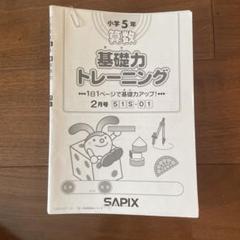 小学5年
算数
基礎力
トレーニング
1日1ページで基礎力アップ!
2月号 51S-01
SAPIX